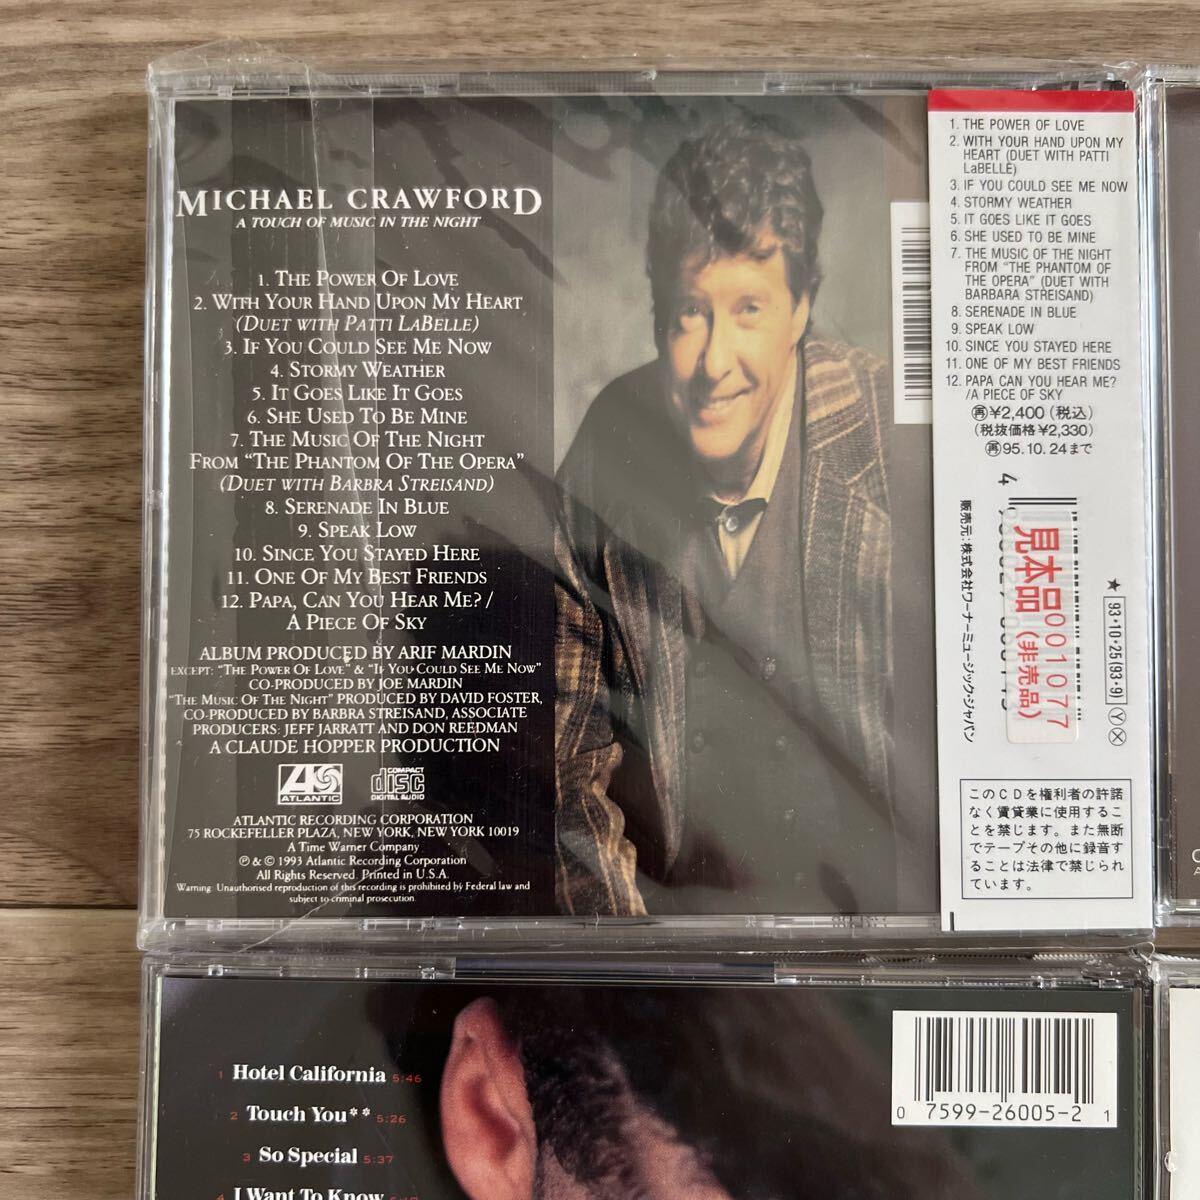 MICHAEL CRAWFORD
A TOUCH OF MUSIC IN THE NIGHT
1. THE POWER OF LOVE
2. WITH YOUR HAND UPON MY HEART
(DUET WITH PATTI LABELLE)
3. IF YOU COULD SEE ME NOW
4. STORMY WEATHER
5. IT GOES LIKE IT GOES
6. SHE USED TO BE MINE
7. THE MUSIC OF THE NIGHT
FROM “THE PHANTOM OF THE OPERA”
(DUET WITH BARBRA STREISAND)
8. SERENADE IN BLUE
9. SPEAK LOW
10. SINCE YOU STAYED HERE
11. ONE OF MY BEST FRIENDS
12. PAPA, CAN YOU HEAR ME? /
A PIECE OF SKY
ALBUM PRODUCED BY ARIF MARDIN
EXCEPT: “THE POWER OF LOVE” & “IF YOU COULD SEE ME NOW”
CO-PRODUCED BY JOE MARDIN
“THE MUSIC OF THE NIGHT” PRODUCED BY DAVID FOSTER,
CO-PRODUCED BY BARBRA STREISAND, ASSOCIATE
PRODUCERS: JEFF JARRATT AND DON REEDMAN
A CLAUDE HOPPER PRODUCTION
ATLANTIC
COMPACT
disc
DIGITAL AUDIO
ATLANTIC RECORDING CORPORATION
75 ROCKEFELLER PLAZA, NEW YORK, NEW YORK 10019
A Time Warner Company
℗ & © 1993 Atlantic Recording Corporation
All Rights Reserved. Printed in U.S.A.
Warning: Unauthorised reproduction of this recording is prohibited by Federal law and
subject to criminal prosecution.
1. THE POWER OF LOVE
2. WITH YOUR HAND UPON MY
HEART (DUET WITH PATTI
LaBELLE)
3. IF YOU COULD SEE ME NOW
4. STORMY WEATHER
5. IT GOES LIKE IT GOES
6. SHE USED TO BE MINE
7. THE MUSIC OF THE NIGHT
FROM “THE PHANTOM OF
THE OPERA” (DUET WITH
BARBARA STREISAND)
8. SERENADE IN BLUE
9. SPEAK LOW
10. SINCE YOU STAYED HERE
11. ONE OF MY BEST FRIENDS
12. PAPA CAN YOU HEAR ME?
/A PIECE OF SKY
㊞¥2,400 (税込)
(税抜価格¥2,330)
95.10.24まで
見本品 (非売品)
001077
★ 93・10・25 (93・9) Ⓨ Ⓧ
販売元:株式会社ワーナーミュージック・ジャパン
このCDを権利者の許諾
なく賃貸業に使用するこ
とを禁じます。また無断
でテープその他に録音す
ることは法律で禁じられ
ています。
1 Hotel California 5:46
2 Touch You** 5:26
3 So Special 5:37
4 I Want To Know
0 7599-26005-2 1